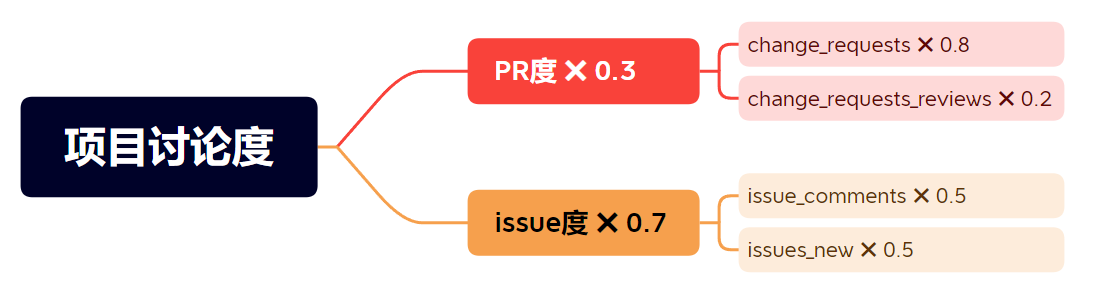 项目讨论度
PR度 ❌ 0.3
change_requests ❌ 0.8
change_requests_reviews ❌ 0.2
issue度 ❌ 0.7
issue_comments ❌ 0.5
issues_new ❌ 0.5